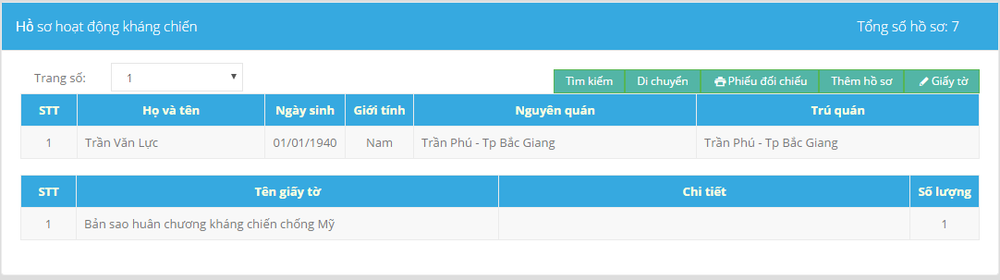 Hồ sơ hoạt động kháng chiến Tổng số hồ sơ: 7
Trang số: 1
Tìm kiếm Di chuyển Phiếu đối chiếu Thêm hồ sơ Giấy tờ
STT Họ và tên Ngày sinh Giới tính Nguyên quán Trú quán
1 Trần Văn Lực 01/01/1940 Nam Trần Phú - Tp Bắc Giang Trần Phú - Tp Bắc Giang
STT Tên giấy tờ Chi tiết Số lượng
1 Bản sao huân chương kháng chiến chống Mỹ 1